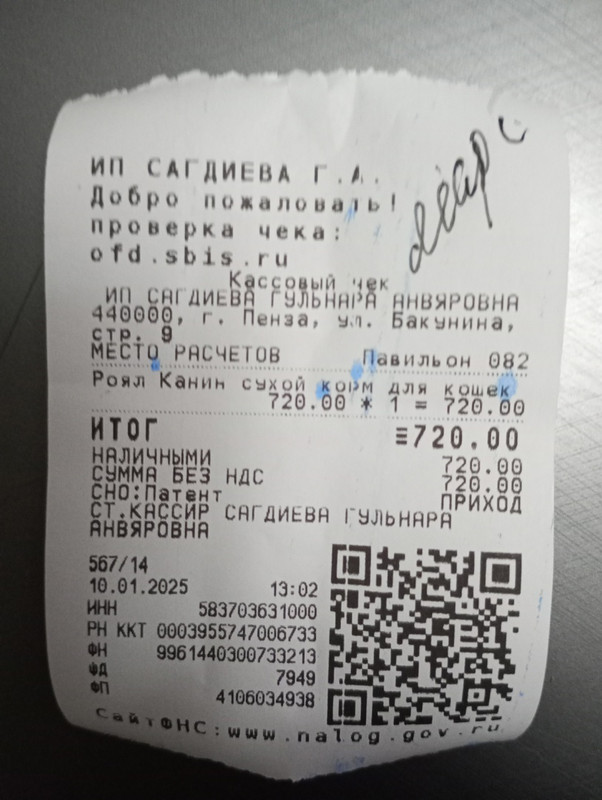 ИП САГДИЕВА Г.А.
Добро пожаловать!
проверка чека:
ofd.sbis.ru
Кассовый чек
ИП САГДИЕВА ГУЛЬНАРА АНВЯРОВНА
440000, г. Пенза, ул. Бакунина,
стр. 9
МЕСТО РАСЧЕТОВ Павильон 082
Роял Канин сухой корм для кошек
720.00 * 1 = 720.00
ИТОГ ≡720.00
НАЛИЧНЫМИ 720.00
СУММА БЕЗ НДС 720.00
СНО:Патент ПРИХОД
СТ.КАССИР САГДИЕВА ГУЛЬНАРА
АНВЯРОВНА
567/14
10.01.2025 13:02
ИНН 583703631000
РН ККТ 0003955747006733
ФН 9961440300733213
ФД 7949
ФП 4106034938
СайтФНС:www.nalog.gov.ru